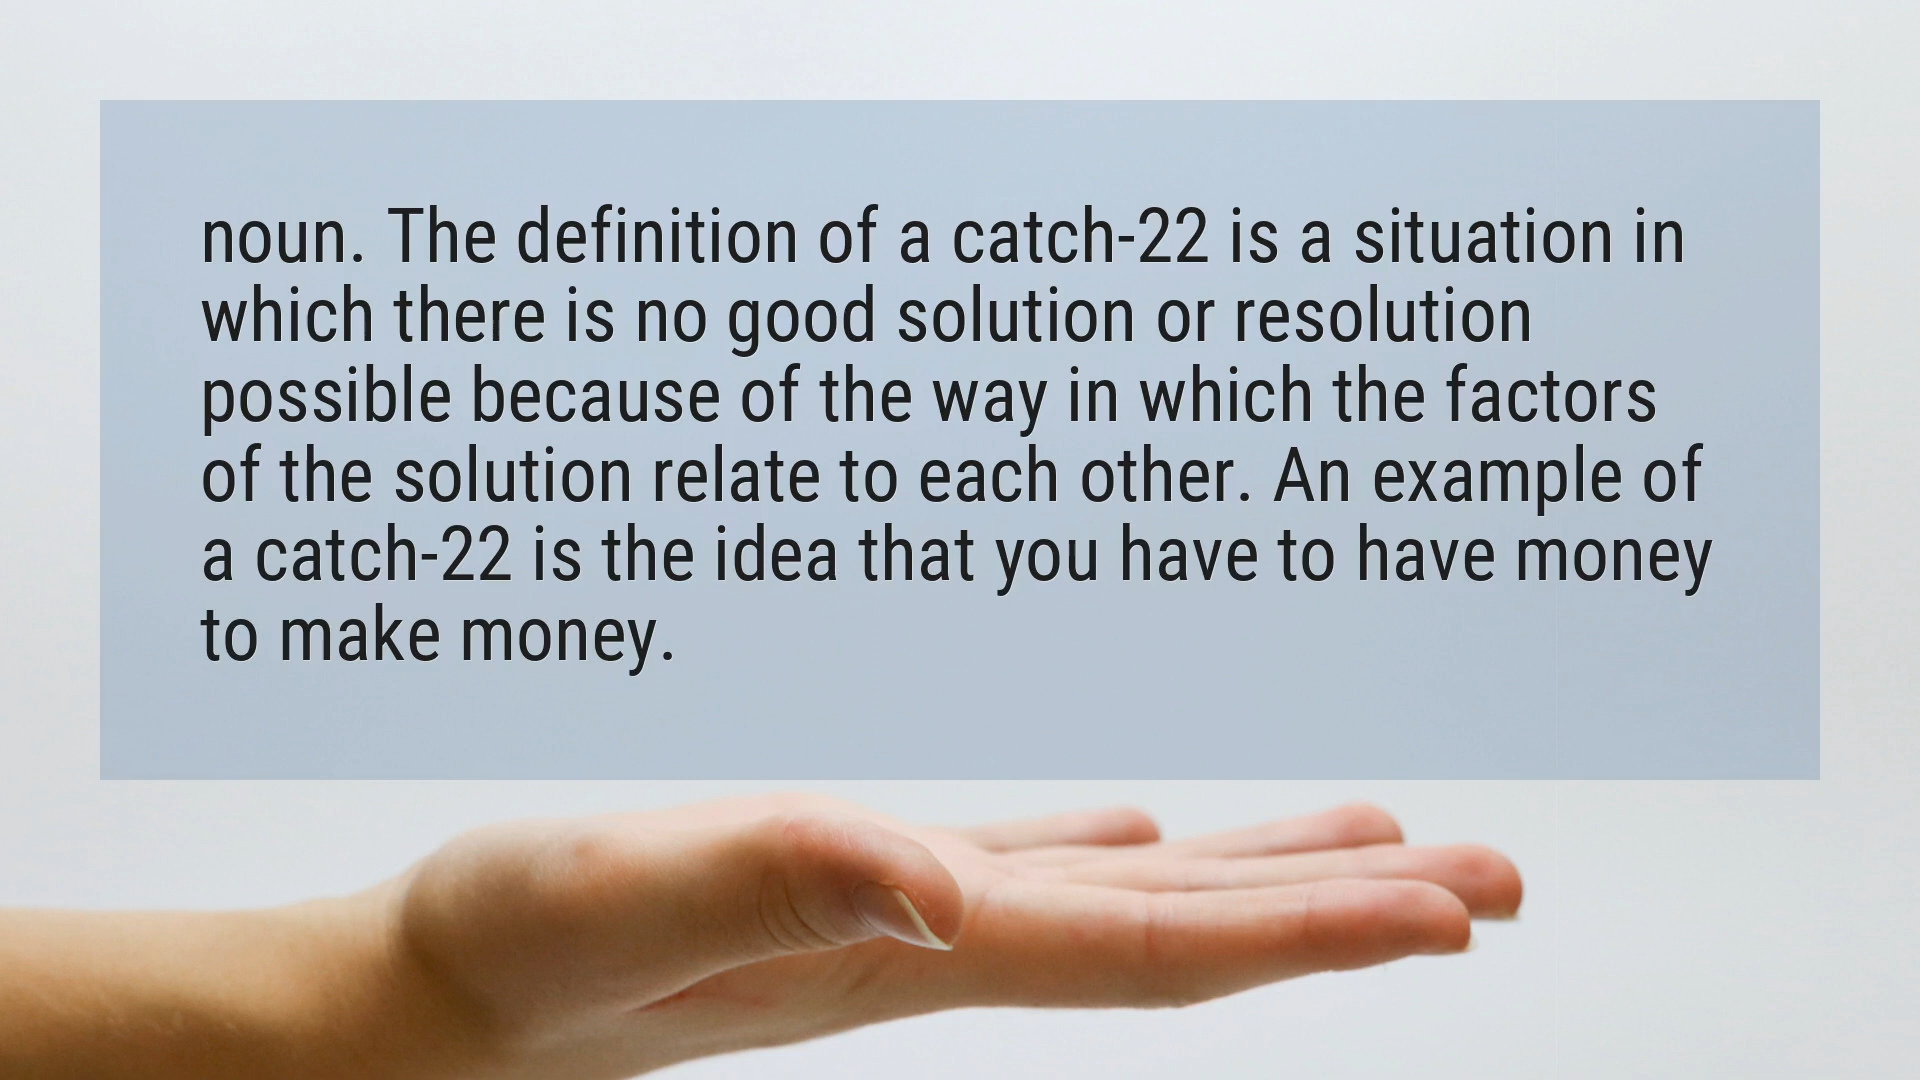 noun. The definition of a catch-22 is a situation in
which there is no good solution or resolution
possible because of the way in which the factors
of the solution relate to each other. An example of
a catch-22 is the idea that you have to have money
to make money.